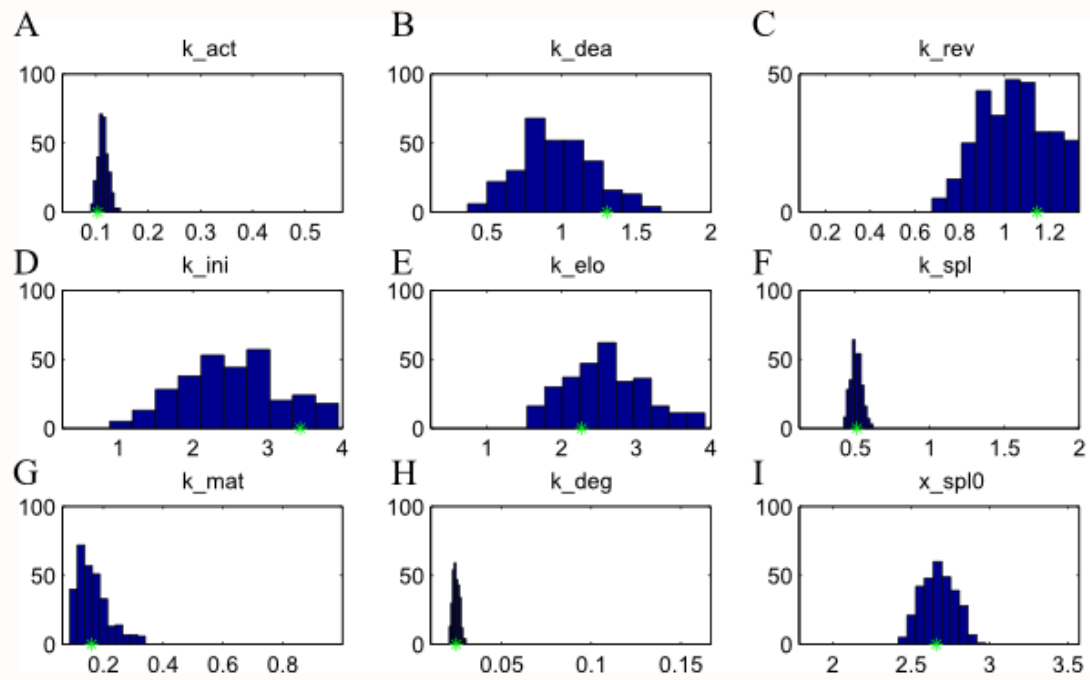 A
k_act
100
50
0
0.1 0.2 0.3 0.4 0.5
B
k_dea
100
50
0
0.5 1 1.5 2
C
k_rev
50
0
0.2 0.4 0.6 0.8 1 1.2
D
k_ini
100
50
0
1 2 3 4
E
k_elo
100
50
0
1 2 3 4
F
k_spl
100
50
0
0.5 1 1.5 2
G
k_mat
100
50
0
0.2 0.4 0.6 0.8
H
k_deg
100
50
0
0.05 0.1 0.15
I
x_spl0
100
50
0
2 2.5 3 3.5